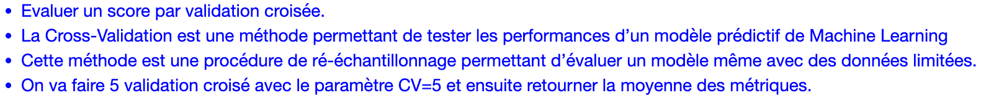 • Evaluer un score par validation croisée.
• La Cross-Validation est une méthode permettant de tester les performances d’un modèle prédictif de Machine Learning
• Cette méthode est une procédure de ré-échantillonnage permettant d’évaluer un modèle même avec des données limitées.
• On va faire 5 validation croisé avec le paramètre CV=5 et ensuite retourner la moyenne des métriques.